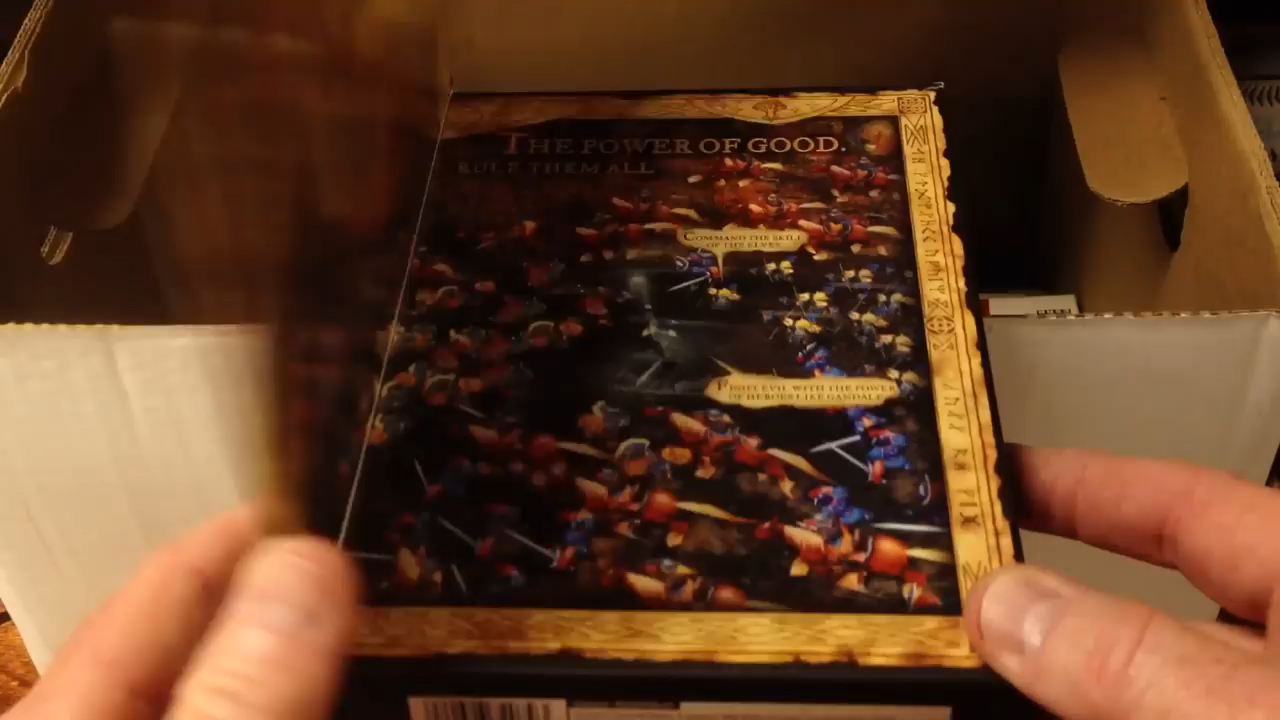 THE POWER OF GOOD.
RULE THEM ALL
COMMAND THE SKILL
OF THE ELVES
FIGHT EVIL WITH THE POWER
OF HEROES LIKE GANDALF